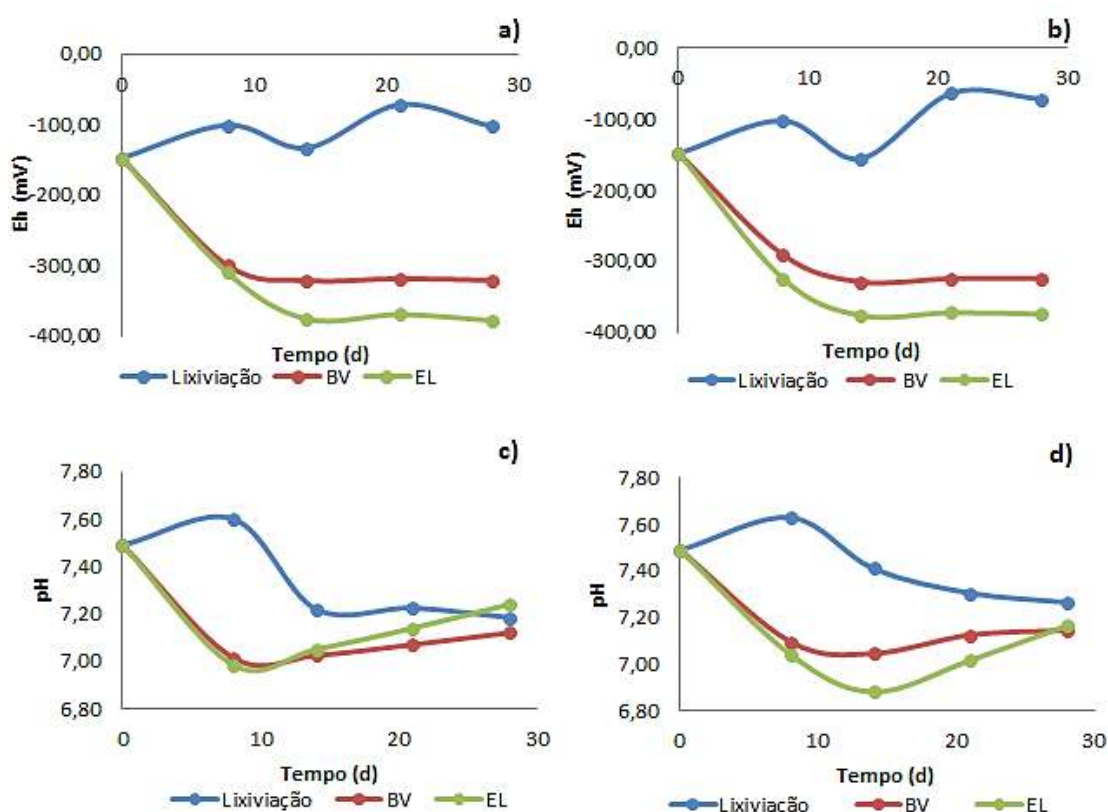 a)
0,00
0 10 20 30
-100,00
-200,00
-300,00
-400,00
Eh (mV)
Tempo (d)
Lixiviação BV EL
b)
0,00
0 10 20 30
-100,00
-200,00
-300,00
-400,00
Eh (mV)
Tempo (d)
Lixiviação BV EL
c)
7,80
7,60
7,40
7,20
7,00
6,80
pH
0 10 20 30
Tempo (d)
Lixiviação BV EL
d)
7,80
7,60
7,40
7,20
7,00
6,80
pH
0 10 20 30
Tempo (d)
Lixiviação BV EL